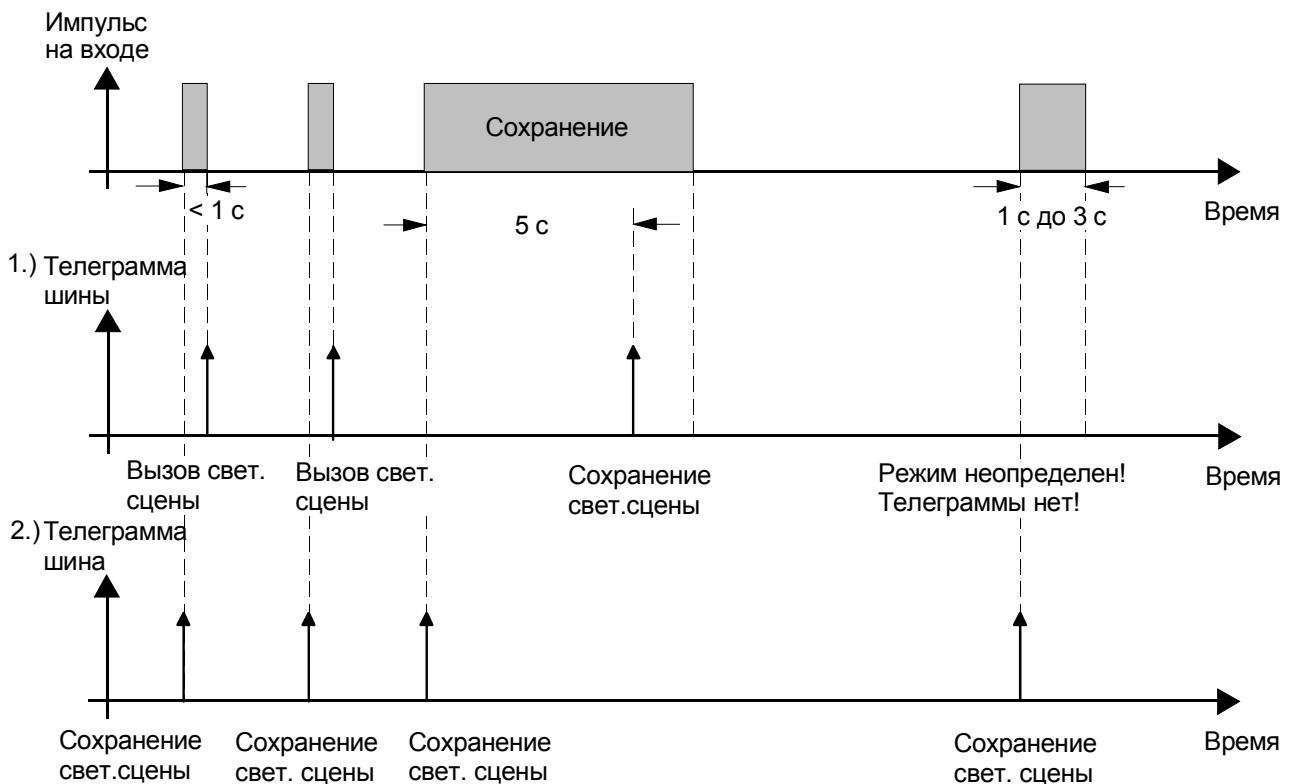 Импульс
на входе
Сохранение
< 1 с
5 с
1 с до 3 с
Время
1.) Телеграмма
шины
Вызов свет.
сцены
Вызов свет.
сцены
Сохранение
свет.сцены
Режим неопределен!
Телеграммы нет!
Время
2.) Телеграмма
шина
Сохранение
свет.сцены
Сохранение
свет. сцены
Сохранение
свет. сцены
Сохранение
свет. сцены
Время